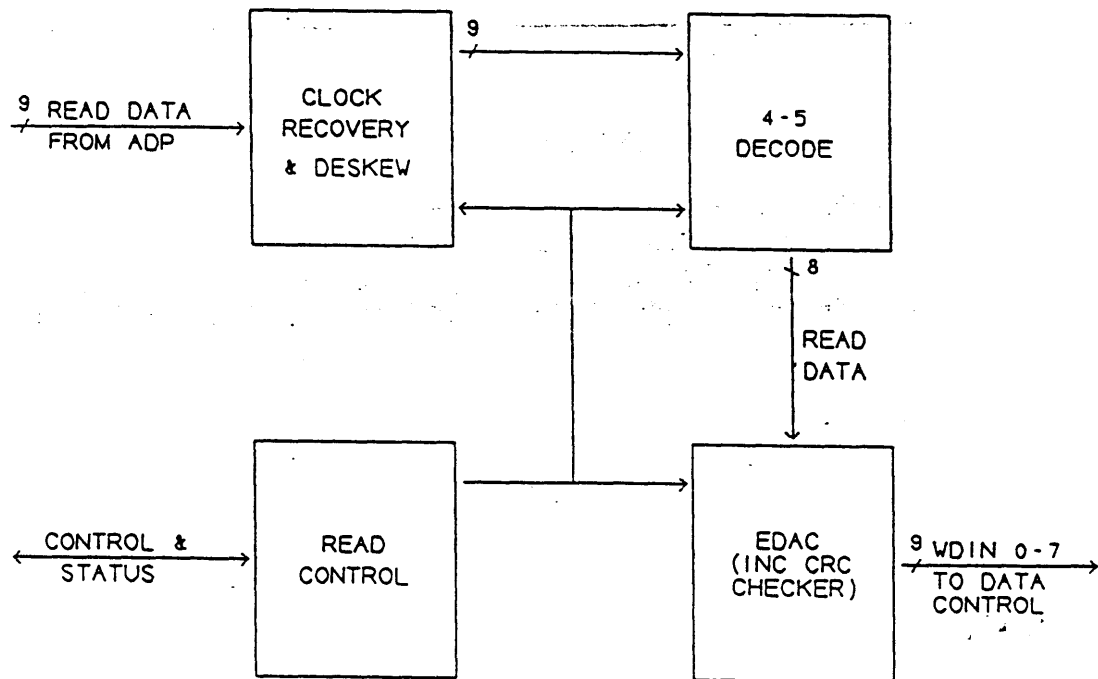 9
CLOCK
RECOVERY
& DESKEW
4-5
DECODE
9 READ DATA
FROM ADP
8
READ
DATA
READ
CONTROL
CONTROL &
STATUS
EDAC
(INC CRC
CHECKER)
9 WDIN 0-7
TO DATA
CONTROL